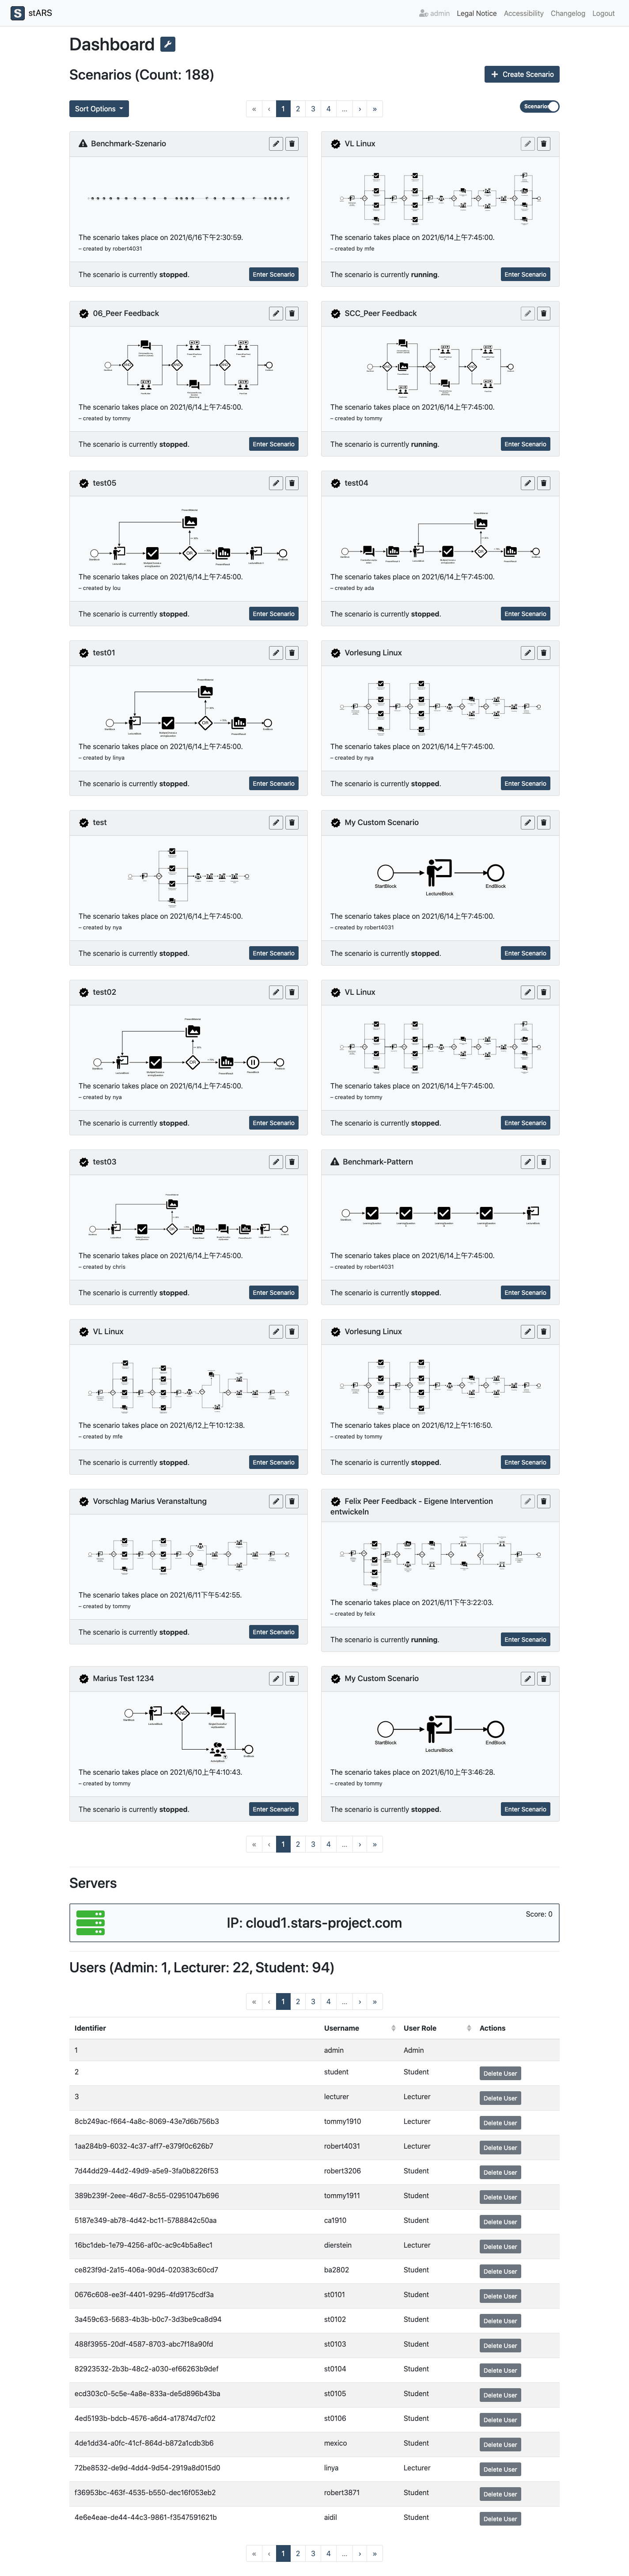 S stARS
admin Legal Notice Accessibility Changelog Logout
Dashboard
Scenarios (Count: 188)
Create Scenario
Sort Options
« ‹ 1 2 3 4 ... › »
Scenarios
Benchmark-Szenario
The scenario takes place on 2021/6/16下午2:30:59.
– created by robert4031
The scenario is currently stopped.
Enter Scenario
VL Linux
The scenario takes place on 2021/6/14上午7:45:00.
– created by mfe
The scenario is currently running.
Enter Scenario
06_Peer Feedback
The scenario takes place on 2021/6/14上午7:45:00.
– created by tommy
The scenario is currently stopped.
Enter Scenario
SCC_Peer Feedback
The scenario takes place on 2021/6/14上午7:45:00.
– created by tommy
The scenario is currently running.
Enter Scenario
test05
The scenario takes place on 2021/6/14上午7:45:00.
– created by lou
The scenario is currently stopped.
Enter Scenario
test04
The scenario takes place on 2021/6/14上午7:45:00.
– created by ada
The scenario is currently stopped.
Enter Scenario
test01
The scenario takes place on 2021/6/14上午7:45:00.
– created by linya
The scenario is currently stopped.
Enter Scenario
Vorlesung Linux
The scenario takes place on 2021/6/14上午7:45:00.
– created by nya
The scenario is currently stopped.
Enter Scenario
test
The scenario takes place on 2021/6/14上午7:45:00.
– created by nya
The scenario is currently stopped.
Enter Scenario
My Custom Scenario
StartBlock LectureBlock EndBlock
The scenario takes place on 2021/6/14上午7:45:00.
– created by robert4031
The scenario is currently stopped.
Enter Scenario
test02
The scenario takes place on 2021/6/14上午7:45:00.
– created by nya
The scenario is currently stopped.
Enter Scenario
VL Linux
The scenario takes place on 2021/6/14上午7:45:00.
– created by tommy
The scenario is currently stopped.
Enter Scenario
test03
The scenario takes place on 2021/6/14上午7:45:00.
– created by chris
The scenario is currently stopped.
Enter Scenario
Benchmark-Pattern
The scenario takes place on 2021/6/14上午7:45:00.
– created by robert4031
The scenario is currently stopped.
Enter Scenario
VL Linux
The scenario takes place on 2021/6/12上午10:12:38.
– created by mfe
The scenario is currently stopped.
Enter Scenario
Vorlesung Linux
The scenario takes place on 2021/6/12上午1:16:50.
– created by tommy
The scenario is currently stopped.
Enter Scenario
Vorschlag Marius Veranstaltung
The scenario takes place on 2021/6/11下午5:42:55.
– created by tommy
The scenario is currently stopped.
Enter Scenario
Felix Peer Feedback - Eigene Intervention
entwickeln
The scenario takes place on 2021/6/11下午3:22:03.
– created by felix
The scenario is currently running.
Enter Scenario
Marius Test 1234
The scenario takes place on 2021/6/10上午4:10:43.
– created by tommy
The scenario is currently stopped.
Enter Scenario
My Custom Scenario
StartBlock LectureBlock EndBlock
The scenario takes place on 2021/6/10上午3:46:28.
– created by tommy
The scenario is currently stopped.
Enter Scenario
« ‹ 1 2 3 4 ... › »
Servers
IP: cloud1.stars-project.com
Score: 0
Users (Admin: 1, Lecturer: 22, Student: 94)
« ‹ 1 2 3 4 ... › »
Identifier Username User Role Actions
1 admin Admin
2 student Student Delete User
3 lecturer Lecturer Delete User
8cb249ac-f664-4a8c-8069-43e7d6b756b3 tommy1910 Lecturer Delete User
1aa284b9-6032-4c37-aff7-e379f0c626b7 robert4031 Lecturer Delete User
7d44dd29-44d2-49d9-a5e9-3fa0b8226f53 robert3206 Student Delete User
389b239f-2eee-46d7-8c55-02951047b696 tommy1911 Student Delete User
5187e349-ab78-4d42-bc11-5788842c50aa ca1910 Student Delete User
16bc1deb-1e79-4256-af0c-ac9c4b5a8ec1 dierstein Lecturer Delete User
ce823f9d-2a15-406a-90d4-020383c60cd7 ba2802 Student Delete User
0676c608-ee3f-4401-9295-4fd9175cdf3a st0101 Student Delete User
3a459c63-5683-4b3b-b0c7-3d3be9ca8d94 st0102 Student Delete User
488f3955-20df-4587-8703-abc7f18a90fd st0103 Student Delete User
82923532-2b3b-48c2-a030-ef66263b9def st0104 Student Delete User
ecd303c0-5c5e-4a8e-833a-de5d896b43ba st0105 Student Delete User
4ed5193b-bdcb-4576-a6d4-a17874d7cf02 st0106 Student Delete User
4de1dd34-a0fc-41cf-864d-b872a1cdb3b6 mexico Student Delete User
72be8532-de9d-4dd4-9d54-2919a8d015d0 linya Lecturer Delete User
f36953bc-463f-4535-b550-dec16f053eb2 robert3871 Student Delete User
4e6e4eae-de44-44c3-9861-f3547591621b aidil Student Delete User
« ‹ 1 2 3 4 ... › »